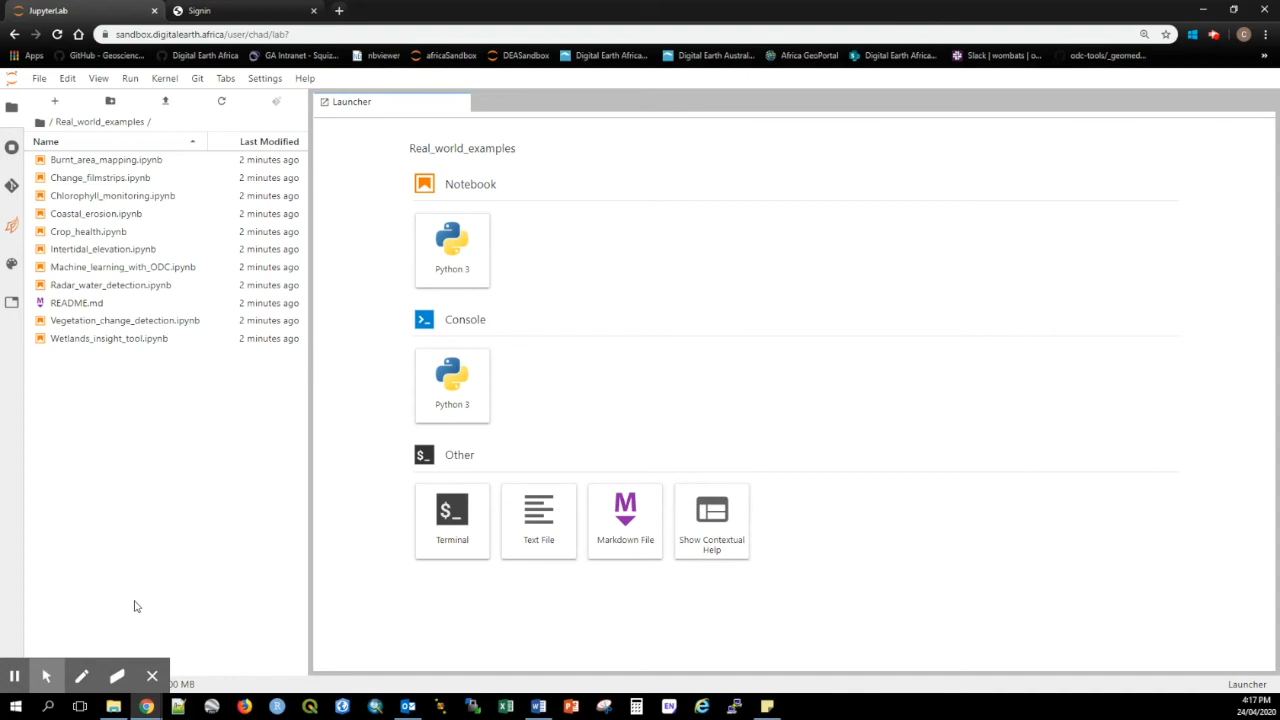 JupyterLab
Signin
sandbox.digitalearth.africa/user/chad/lab?
C
Apps
GitHub - Geoscienc...
Digital Earth Africa
GA Intranet - Squiz...
nbviewer
africaSandbox
DEASandbox
Digital Earth Africa...
Digital Earth Austral...
Africa GeoPortal
Digital Earth Africa...
Slack | wombats | o...
odc-tools/_geomed...
»
File Edit View Run Kernel Git Tabs Settings Help
/ Real_world_examples /
Name Last Modified
Burnt_area_mapping.ipynb 2 minutes ago
Change_filmstrips.ipynb 2 minutes ago
Chlorophyll_monitoring.ipynb 2 minutes ago
Coastal_erosion.ipynb 2 minutes ago
Crop_health.ipynb 2 minutes ago
Intertidal_elevation.ipynb 2 minutes ago
Machine_learning_with_ODC.ipynb 2 minutes ago
Radar_water_detection.ipynb 2 minutes ago
README.md 2 minutes ago
Vegetation_change_detection.ipynb 2 minutes ago
Wetlands_insight_tool.ipynb 2 minutes ago
Launcher
Real_world_examples
Notebook
Python 3
>_ Console
Python 3
$_ Other
$_
Terminal
Text File
M
Markdown File
Show Contextual
Help
MB
Launcher
4:17 PM
24/04/2020